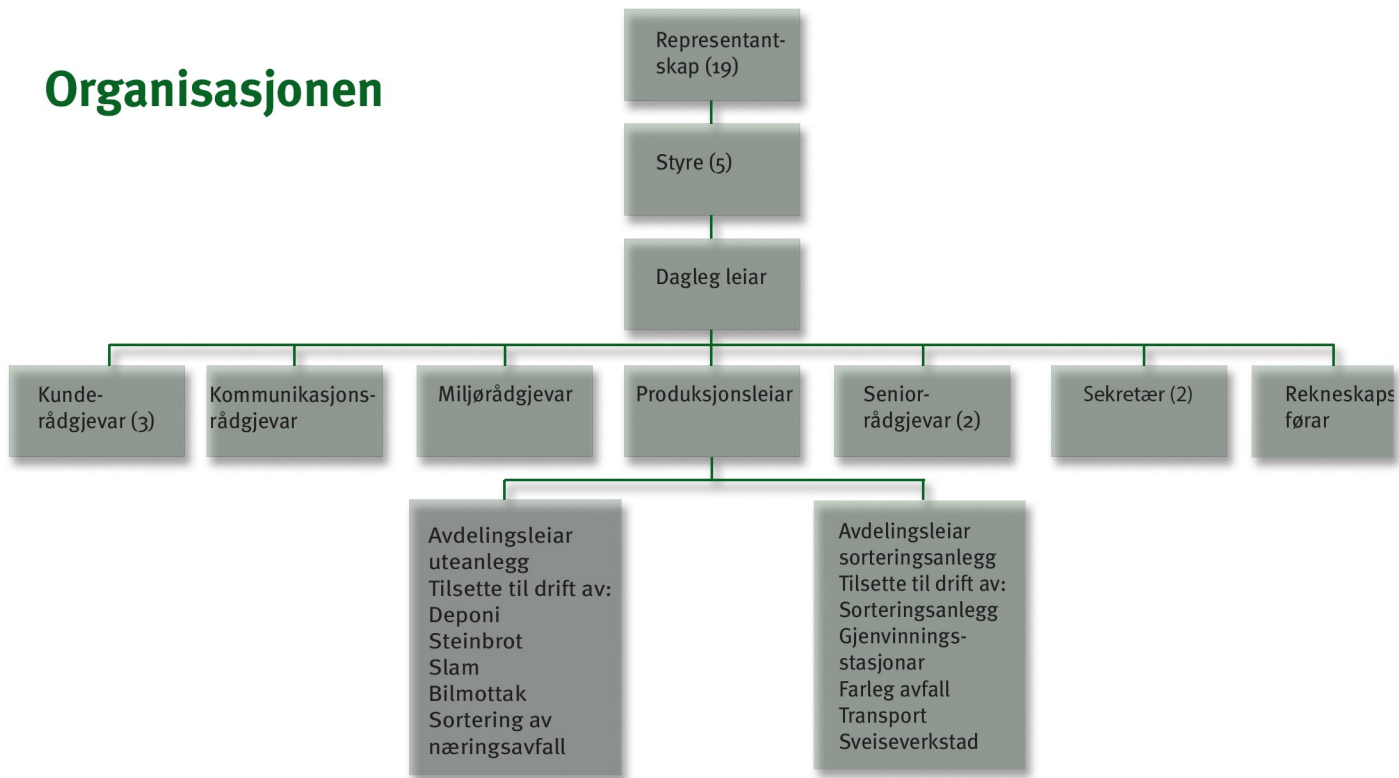 Organisasjonen
Representant-
skap (19)
Styre (5)
Dagleg leiar
Kunde-
rådgjevar (3)
Kommunikasjons-
rådgjevar
Miljørådgjevar
Produksjonsleiar
Senior-
rådgjevar (2)
Sekretær (2)
Rekneskaps
førar
Avdelingsleiar
uteanlegg
Tilsette til drift av:
Deponi
Steinbrot
Slam
Bilmottak
Sortering av
næringsavfall
Avdelingsleiar
sorteringsanlegg
Tilsette til drift av:
Sorteringsanlegg
Gjenvinnings-
stasjonar
Farleg avfall
Transport
Sveiseverkstad